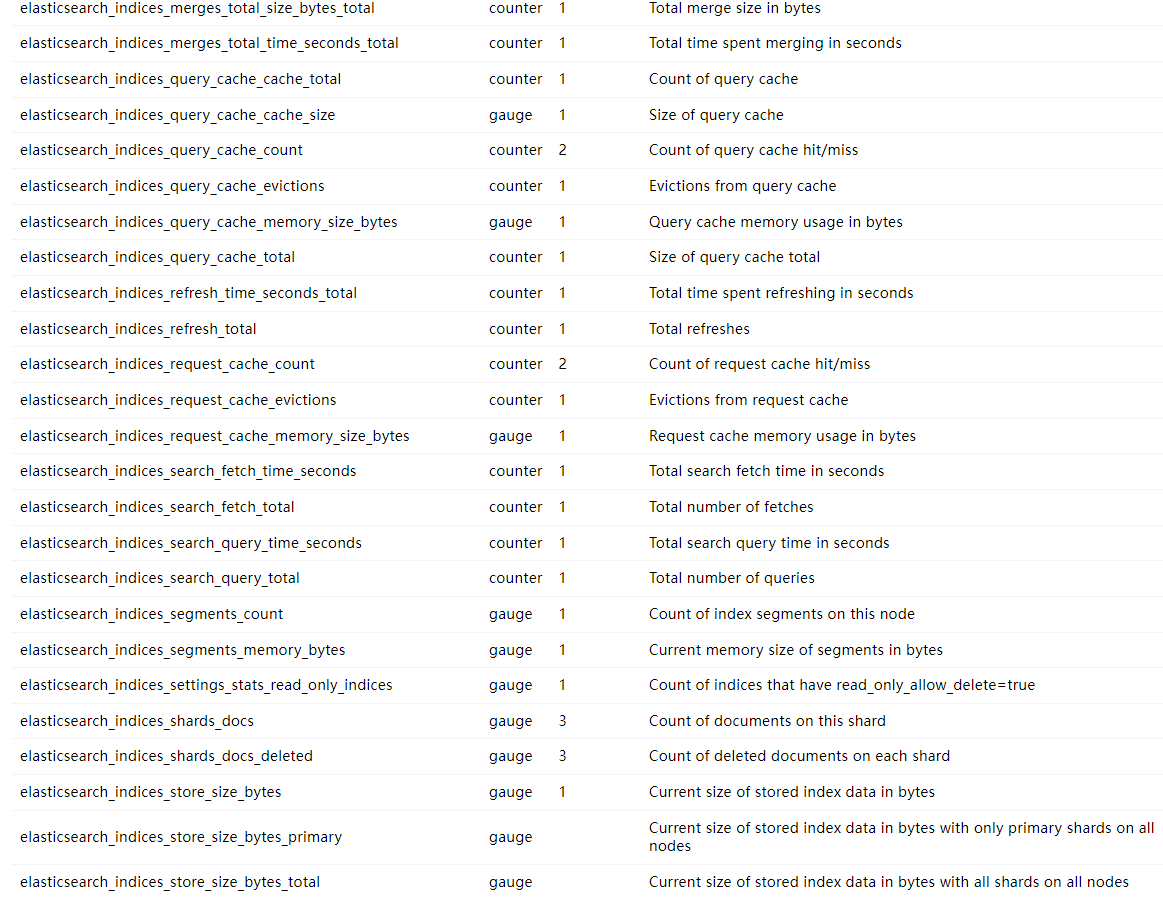 elasticsearch_indices_merges_total_size_bytes_total counter 1 Total merge size in bytes
elasticsearch_indices_merges_total_time_seconds_total counter 1 Total time spent merging in seconds
elasticsearch_indices_query_cache_cache_total counter 1 Count of query cache
elasticsearch_indices_query_cache_cache_size gauge 1 Size of query cache
elasticsearch_indices_query_cache_count counter 2 Count of query cache hit/miss
elasticsearch_indices_query_cache_evictions counter 1 Evictions from query cache
elasticsearch_indices_query_cache_memory_size_bytes gauge 1 Query cache memory usage in bytes
elasticsearch_indices_query_cache_total counter 1 Size of query cache total
elasticsearch_indices_refresh_time_seconds_total counter 1 Total time spent refreshing in seconds
elasticsearch_indices_refresh_total counter 1 Total refreshes
elasticsearch_indices_request_cache_count counter 2 Count of request cache hit/miss
elasticsearch_indices_request_cache_evictions counter 1 Evictions from request cache
elasticsearch_indices_request_cache_memory_size_bytes gauge 1 Request cache memory usage in bytes
elasticsearch_indices_search_fetch_time_seconds counter 1 Total search fetch time in seconds
elasticsearch_indices_search_fetch_total counter 1 Total number of fetches
elasticsearch_indices_search_query_time_seconds counter 1 Total search query time in seconds
elasticsearch_indices_search_query_total counter 1 Total number of queries
elasticsearch_indices_segments_count gauge 1 Count of index segments on this node
elasticsearch_indices_segments_memory_bytes gauge 1 Current memory size of segments in bytes
elasticsearch_indices_settings_stats_read_only_indices gauge 1 Count of indices that have read_only_allow_delete=true
elasticsearch_indices_shards_docs gauge 3 Count of documents on this shard
elasticsearch_indices_shards_docs_deleted gauge 3 Count of deleted documents on each shard
elasticsearch_indices_store_size_bytes gauge 1 Current size of stored index data in bytes
elasticsearch_indices_store_size_bytes_primary gauge Current size of stored index data in bytes with only primary shards on all
nodes
elasticsearch_indices_store_size_bytes_total gauge Current size of stored index data in bytes with all shards on all nodes